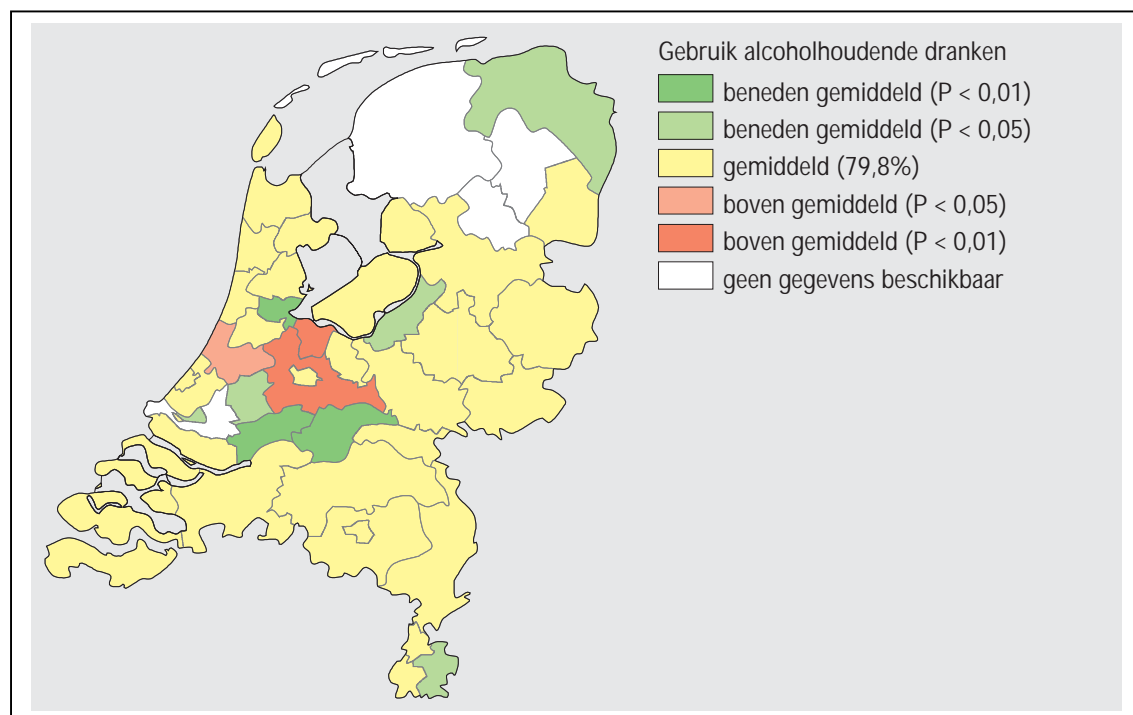 Gebruik alcoholhoudende dranken
beneden gemiddeld (P < 0,01)
beneden gemiddeld (P < 0,05)
gemiddeld (79,8%)
boven gemiddeld (P < 0,05)
boven gemiddeld (P < 0,01)
geen gegevens beschikbaar